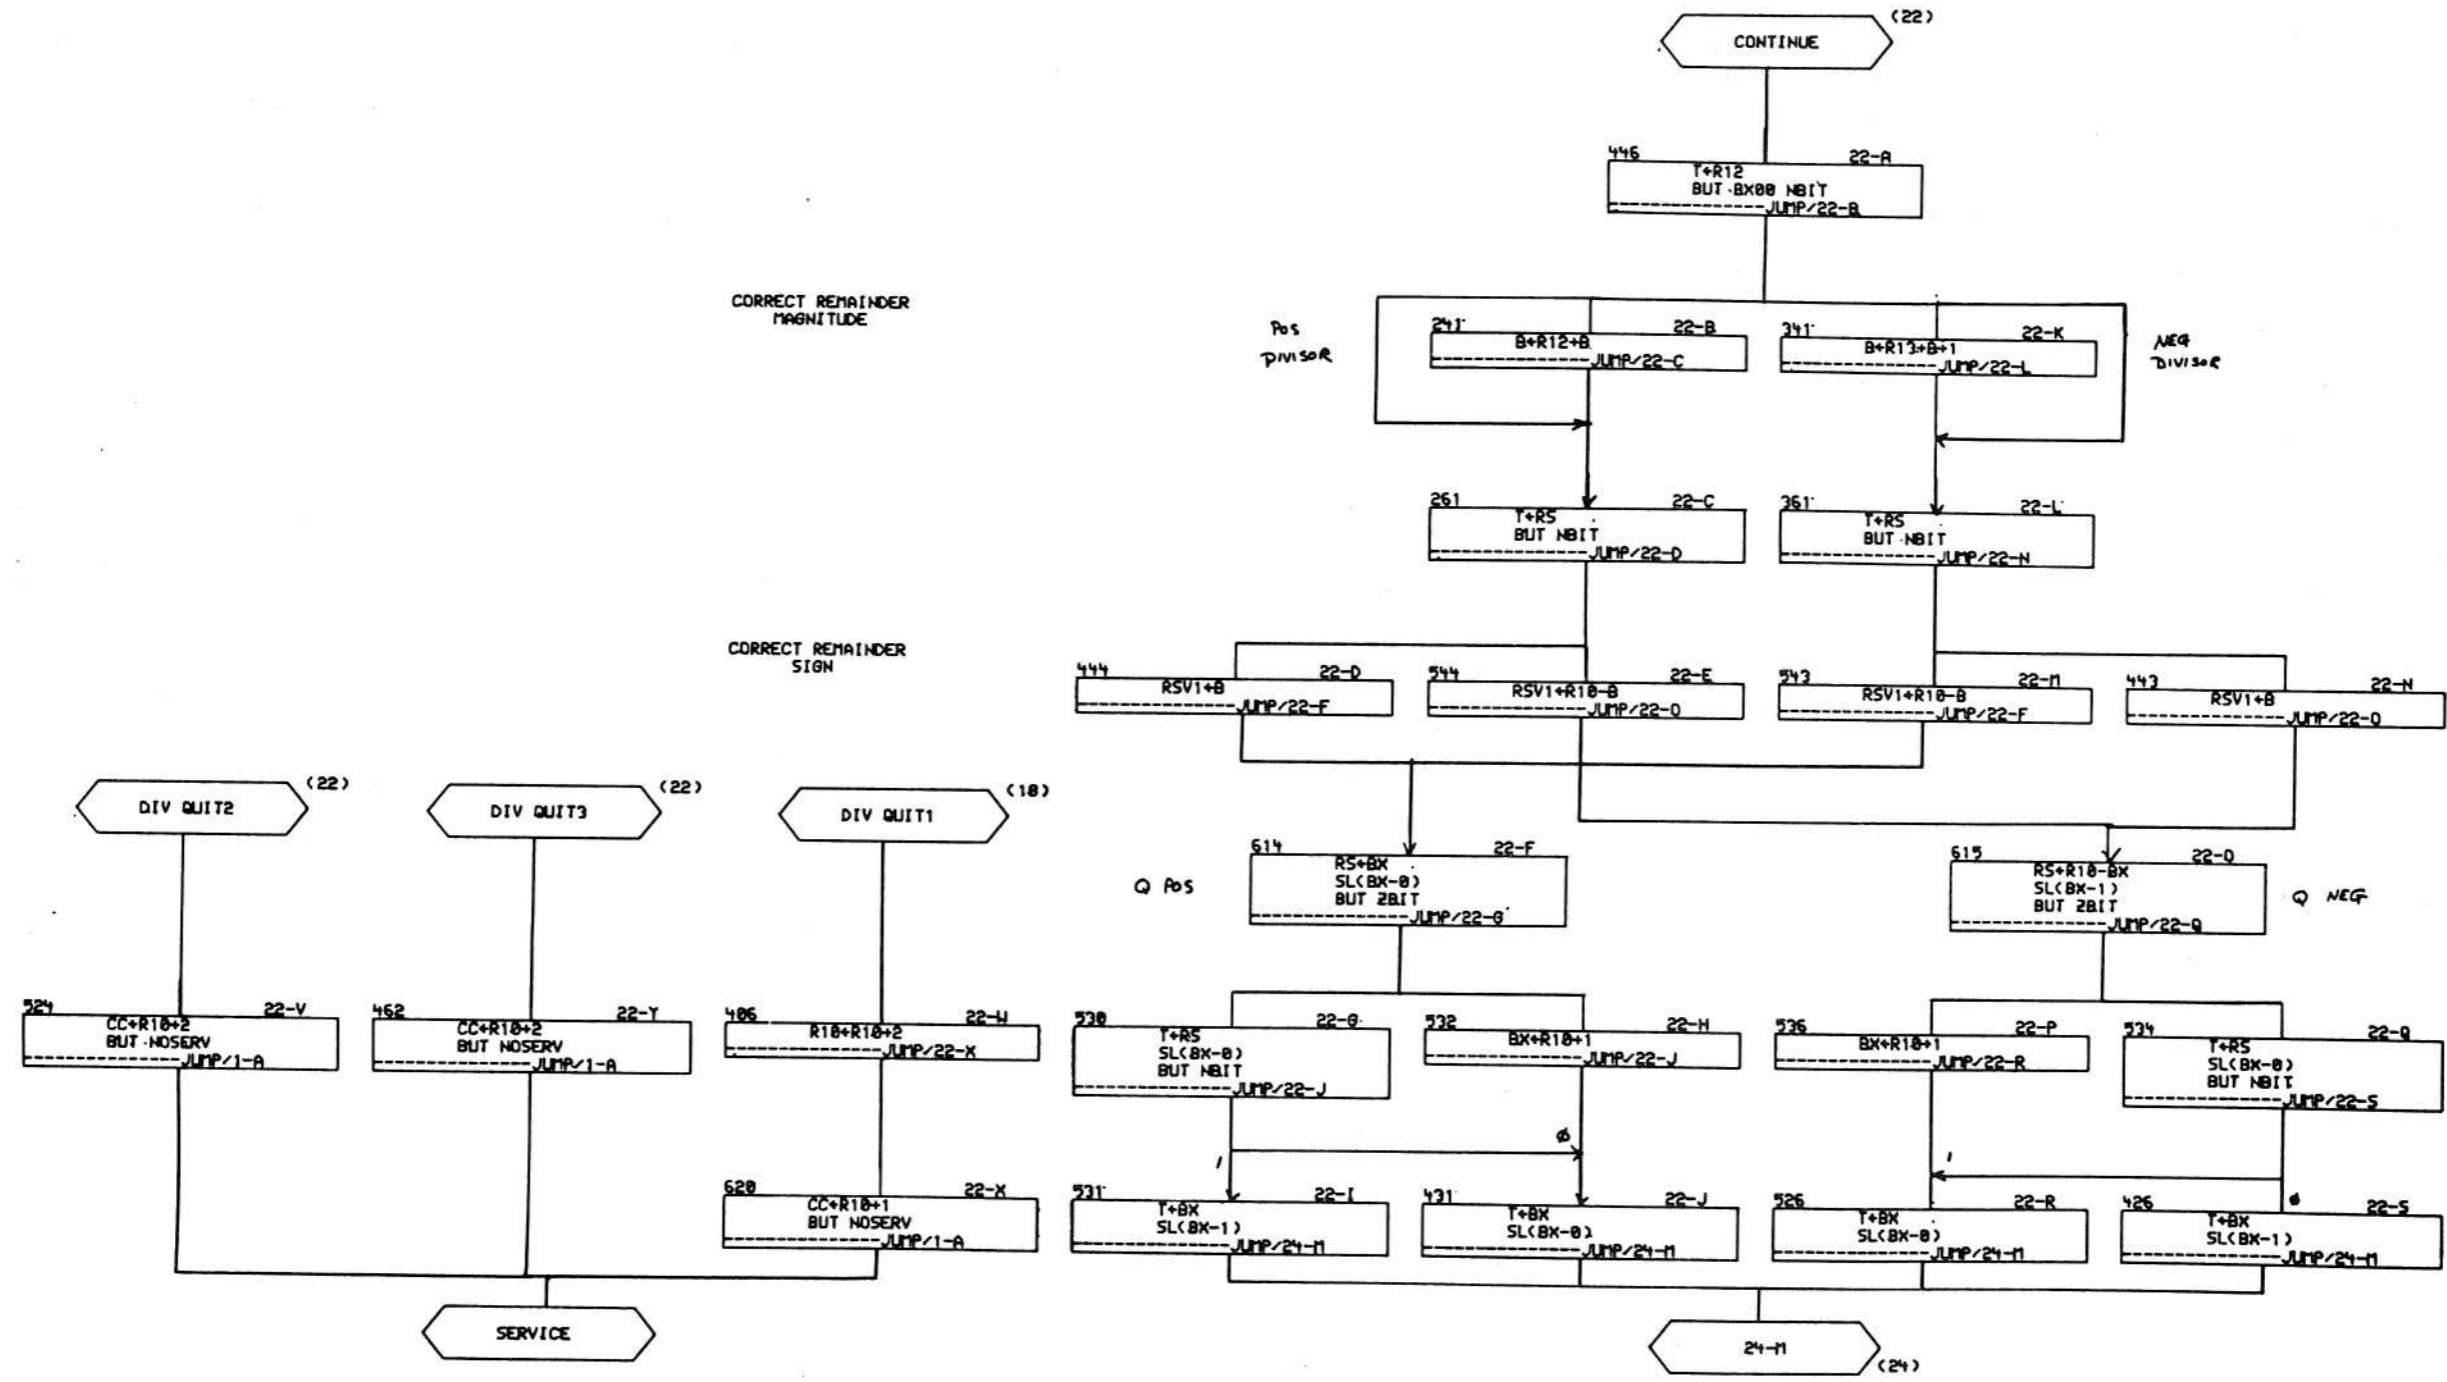 (22)
CONTINUE
446 22-A
T←R12
BUT BX00 NBIT
JUMP/22-B
CORRECT REMAINDER
MAGNITUDE
POS
DIVISOR
241 22-B
B←R12+B
JUMP/22-C
341 22-K
B←R13+B+1
JUMP/22-L
NEG
DIVISOR
261 22-C
T←RS
BUT NBIT
JUMP/22-D
361 22-L
T←RS
BUT NBIT
JUMP/22-N
CORRECT REMAINDER
SIGN
444 22-D
RSV1←B
JUMP/22-F
544 22-E
RSV1←R10-B
JUMP/22-O
543 22-M
RSV1←R10-B
JUMP/22-F
443 22-N
RSV1←B
JUMP/22-O
DIV QUIT2 (22)
DIV QUIT3 (22)
DIV QUIT1 (18)
Q POS
614 22-F
RS←BX
SL(BX-0)
BUT ZBIT
JUMP/22-G
615 22-O
RS←R10-BX
SL(BX-1)
BUT ZBIT
JUMP/22-Q
Q NEG
524 22-V
CC←R10+2
BUT NOSERV
JUMP/1-A
462 22-Y
CC←R10+2
BUT NOSERV
JUMP/1-A
406 22-W
R10←R10+2
JUMP/22-X
530 22-G
T←RS
SL(BX-0)
BUT NBIT
JUMP/22-J
532 22-H
BX←R10+1
JUMP/22-J
536 22-P
BX←R10+1
JUMP/22-R
534 22-Q
T←RS
SL(BX-0)
BUT NBIT
JUMP/22-S
0
1
1
0
620 22-X
CC←R10+1
BUT NOSERV
JUMP/1-A
531 22-I
T←BX
SL(BX-1)
JUMP/24-M
431 22-J
T←BX
SL(BX-0)
JUMP/24-M
526 22-R
T←BX
SL(BX-0)
JUMP/24-M
426 22-S
T←BX
SL(BX-1)
JUMP/24-M
SERVICE
24-M
(24)